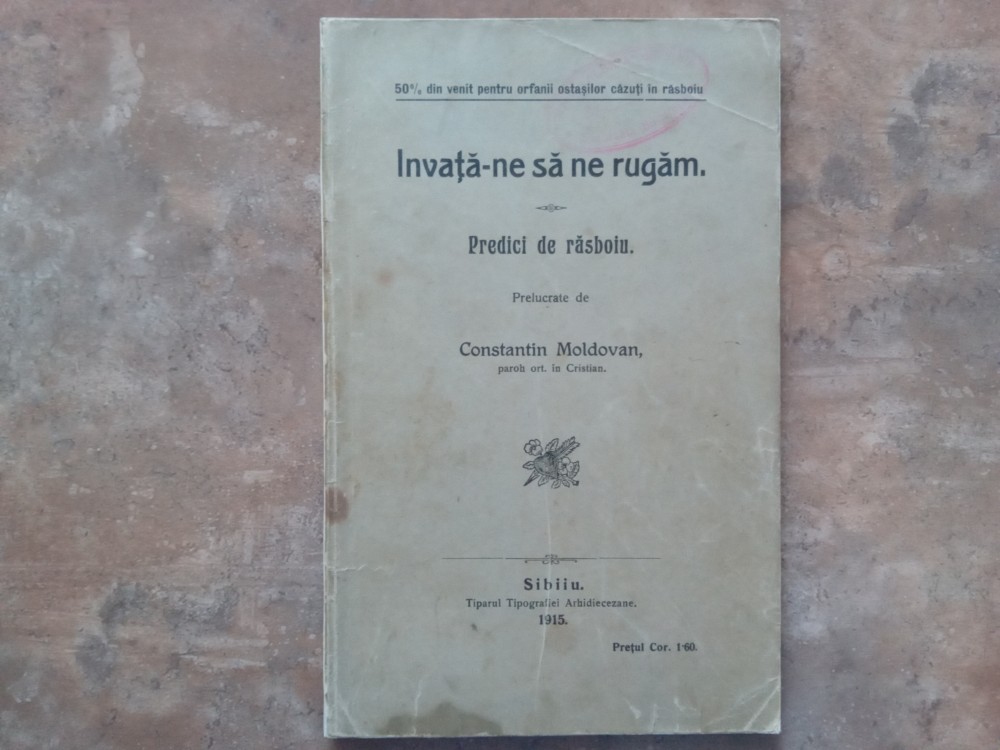 50% din venit pentru orfanii ostașilor căzuți în răsboiu
Invață-ne să ne rugăm.
Predici de răsboiu.
Prelucrate de
Constantin Moldovan,
paroh ort. în Cristian.
Sibiiu.
Tiparul Tipografiei Arhidiecezane.
1915.
Prețul Cor. 1·60.